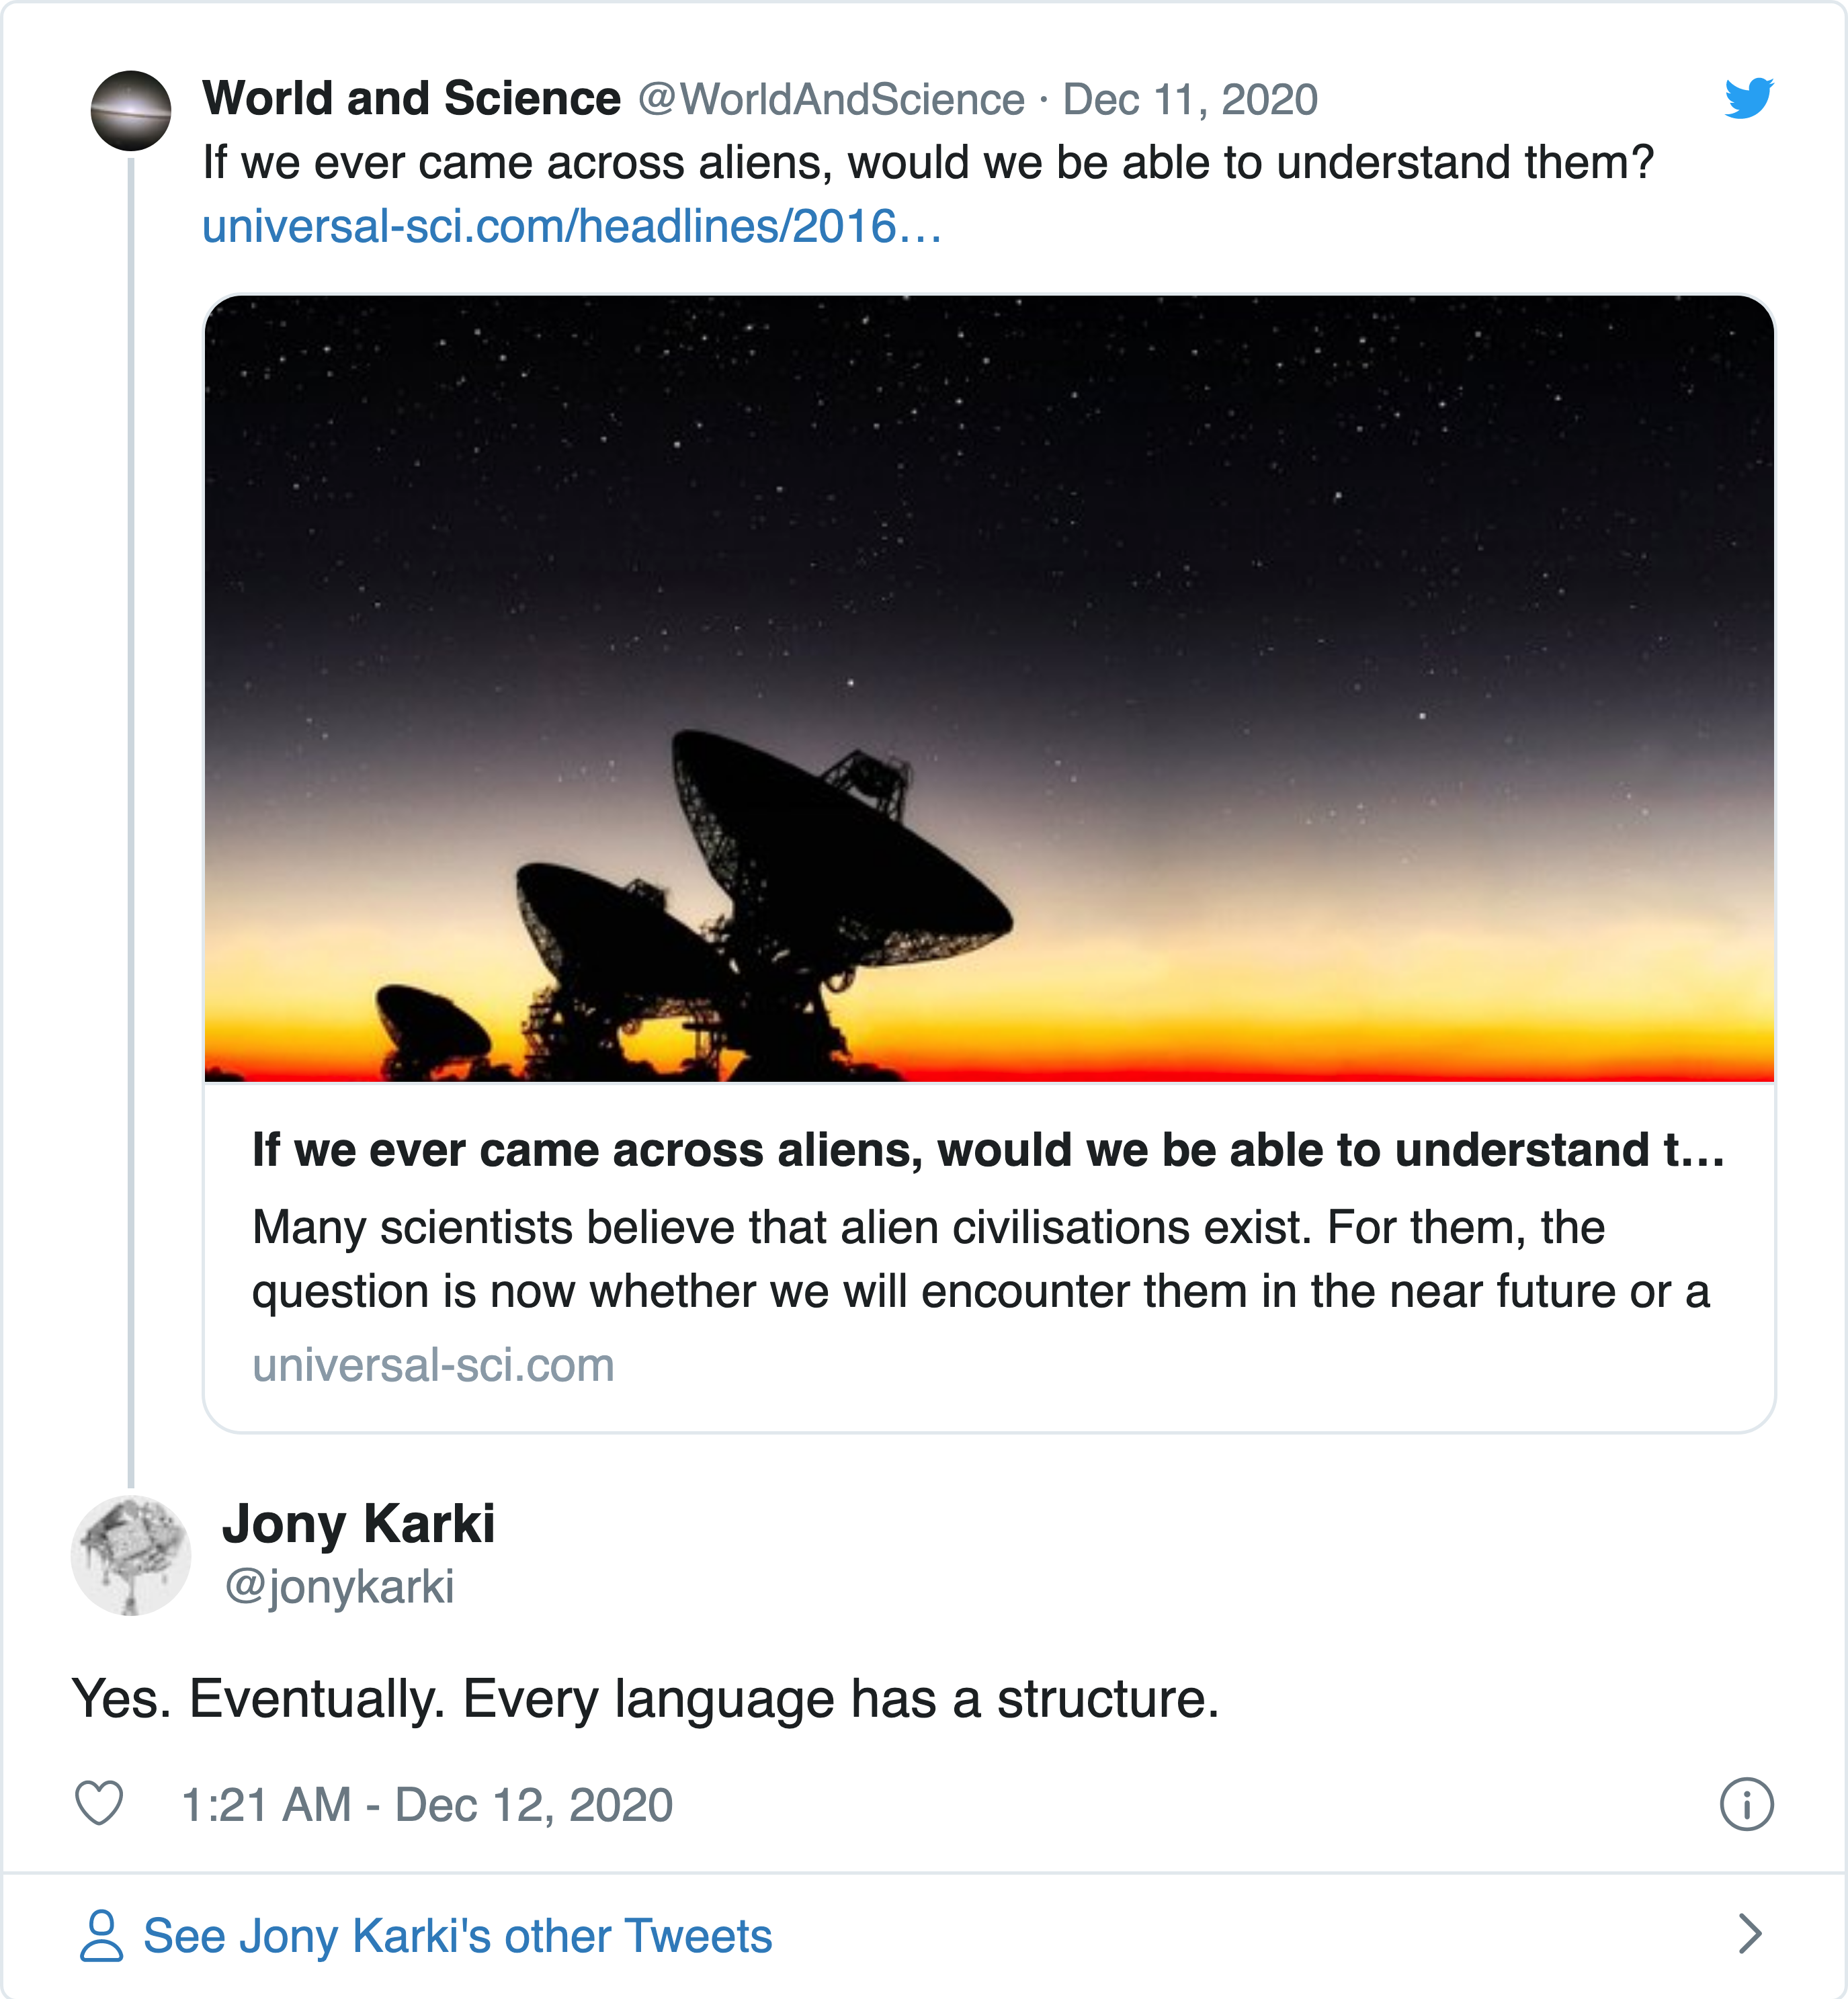 World and Science @WorldAndScience · Dec 11, 2020
If we ever came across aliens, would we be able to understand them?
universal-sci.com/headlines/2016…
If we ever came across aliens, would we be able to understand t...
Many scientists believe that alien civilisations exist. For them, the
question is now whether we will encounter them in the near future or a
universal-sci.com
Jony Karki
@jonykarki
Yes. Eventually. Every language has a structure.
1:21 AM - Dec 12, 2020
See Jony Karki's other Tweets